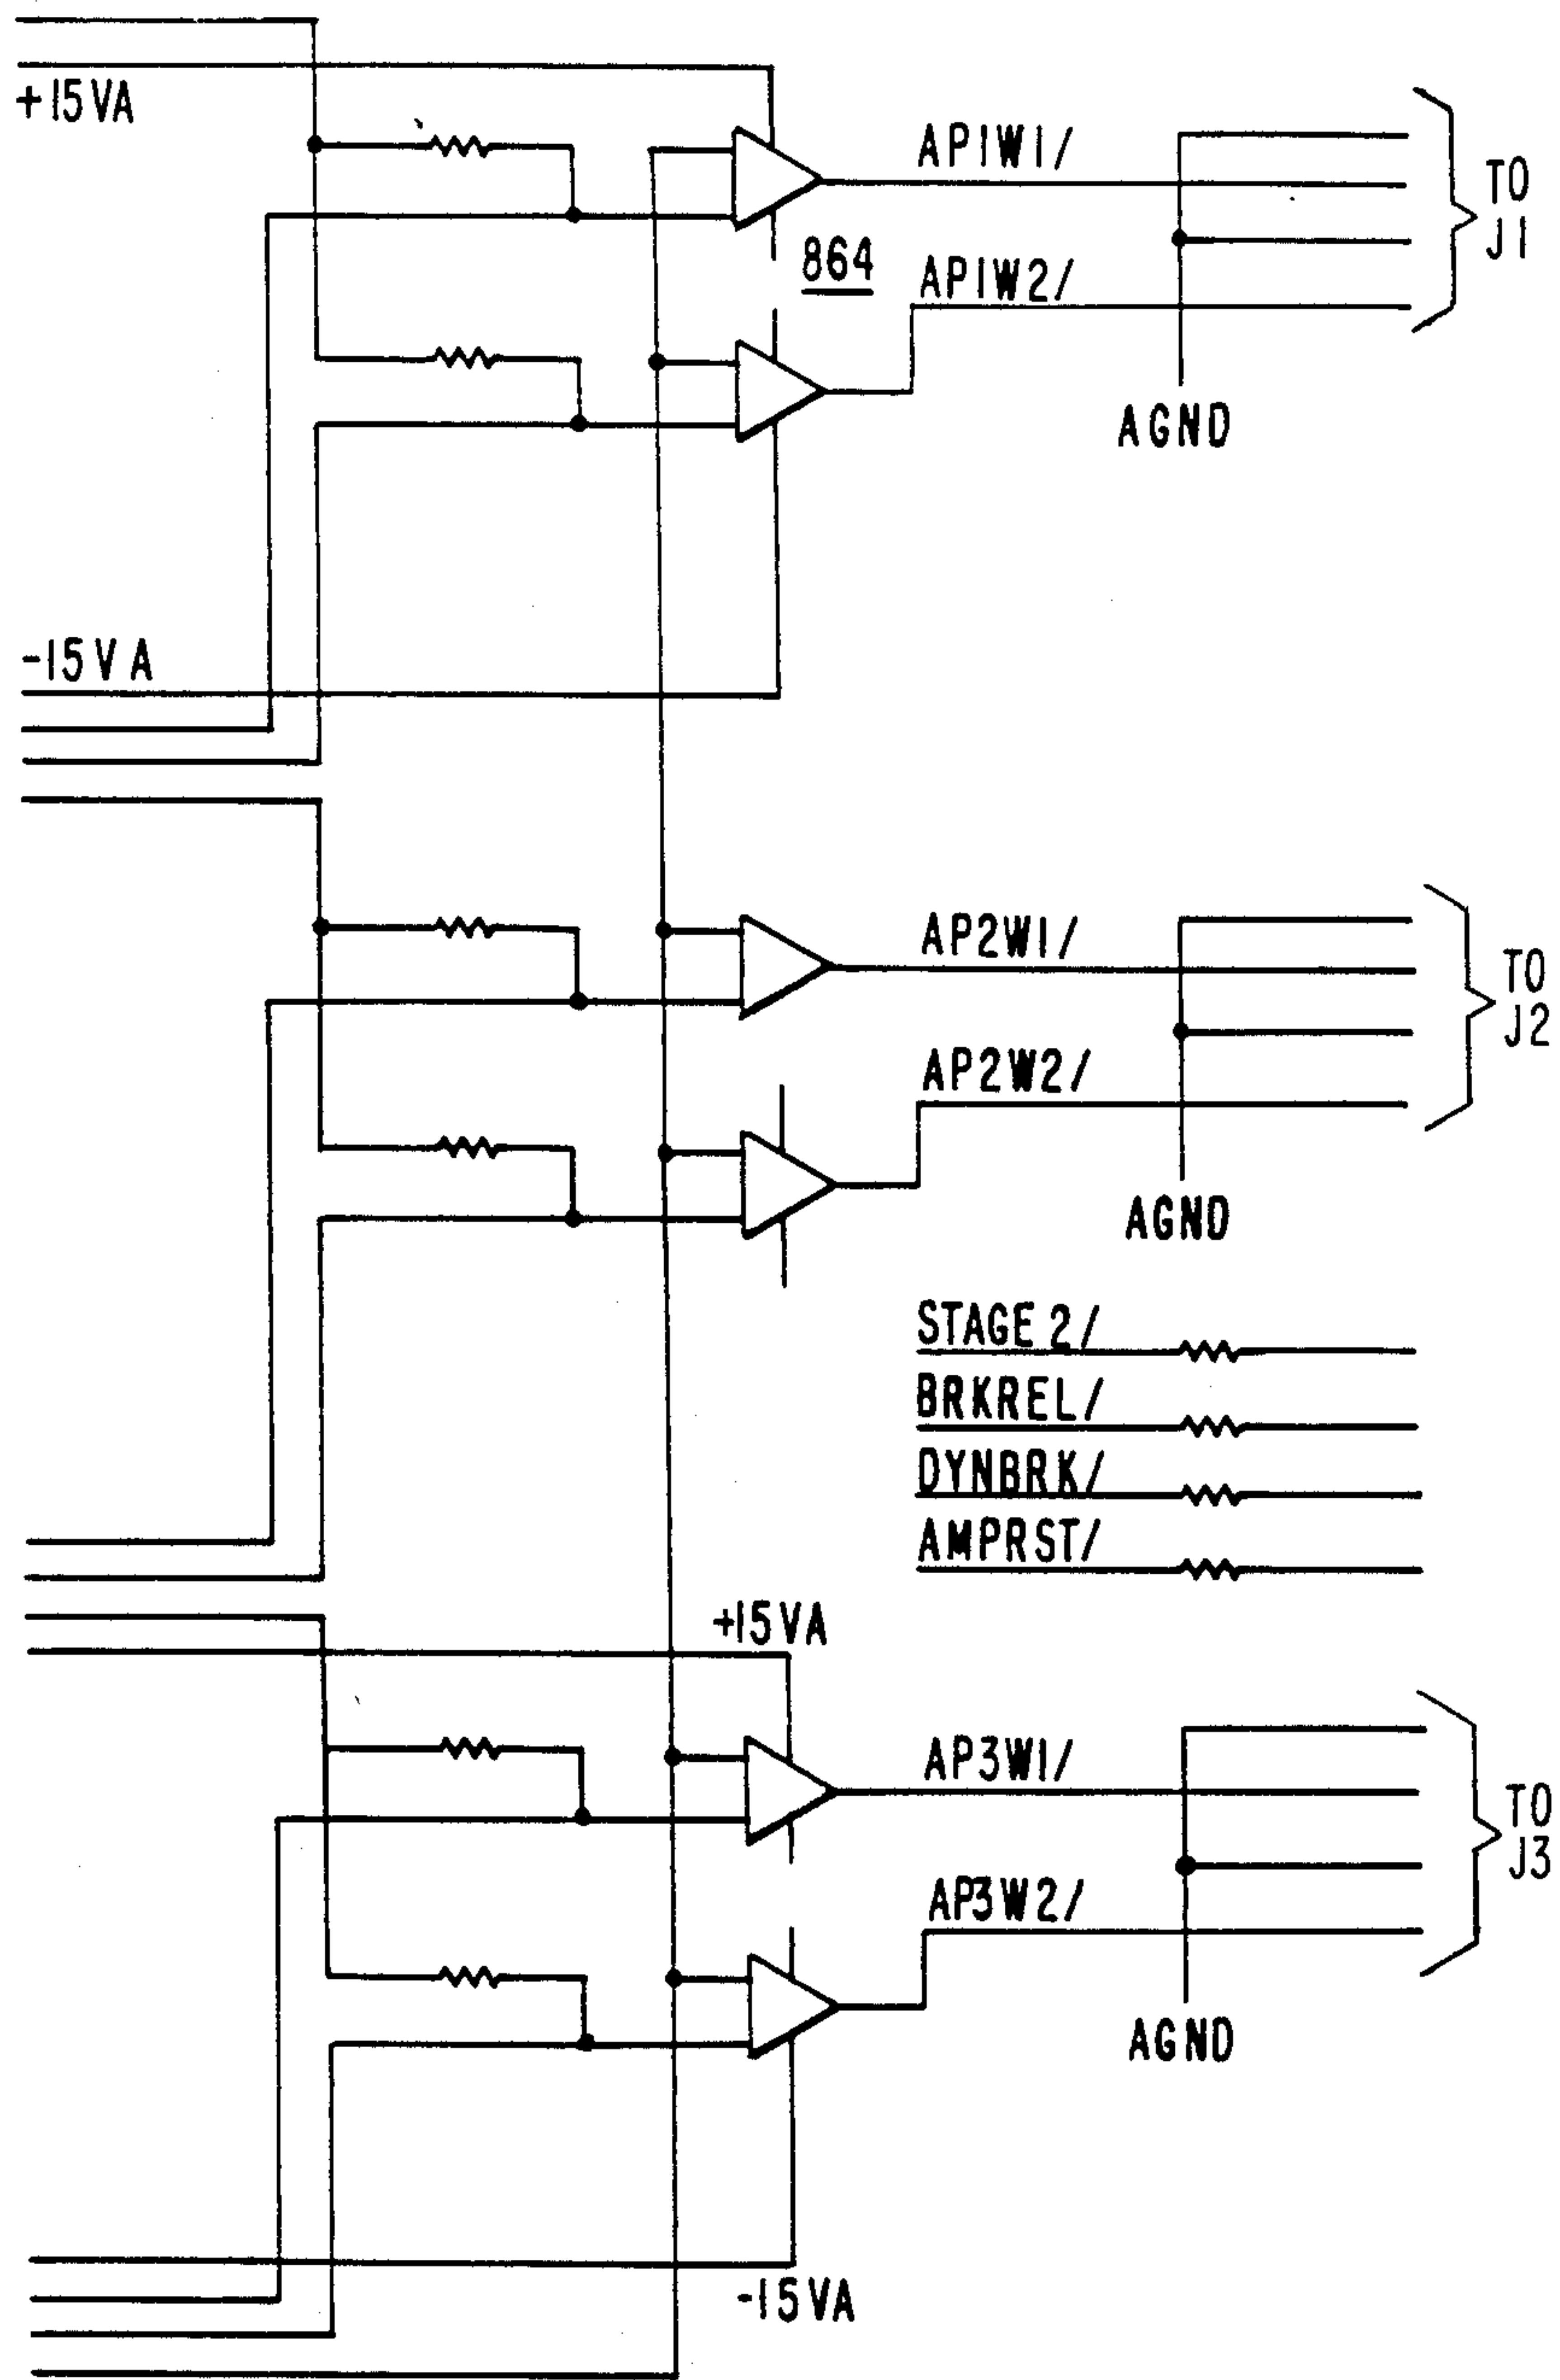 +15VA
AP1W1/
TO
J1
864
AP1W2/
AGND
-15VA
AP2W1/
TO
J2
AP2W2/
AGND
STAGE 2/
BRKREL/
DYNBRK/
AMPRST/
+15VA
AP3W1/
TO
J3
AP3W2/
AGND
-15VA